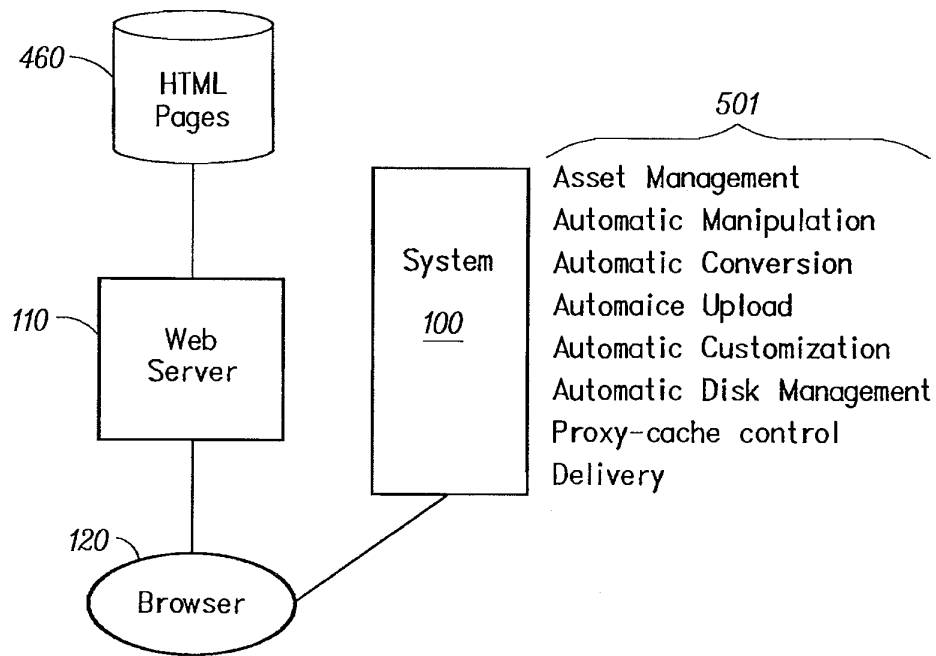 460
HTML
Pages
501
Asset Management
Automatic Manipulation
Automatic Conversion
Automaice Upload
Automatic Customization
Automatic Disk Management
Proxy-cache control
Delivery
System
100
110
Web
Server
120
Browser